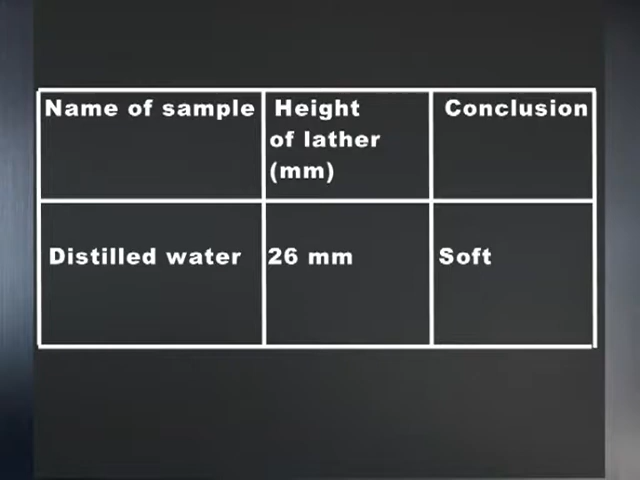 Name of sample Height Conclusion
of lather
(mm)
Distilled water 26 mm Soft